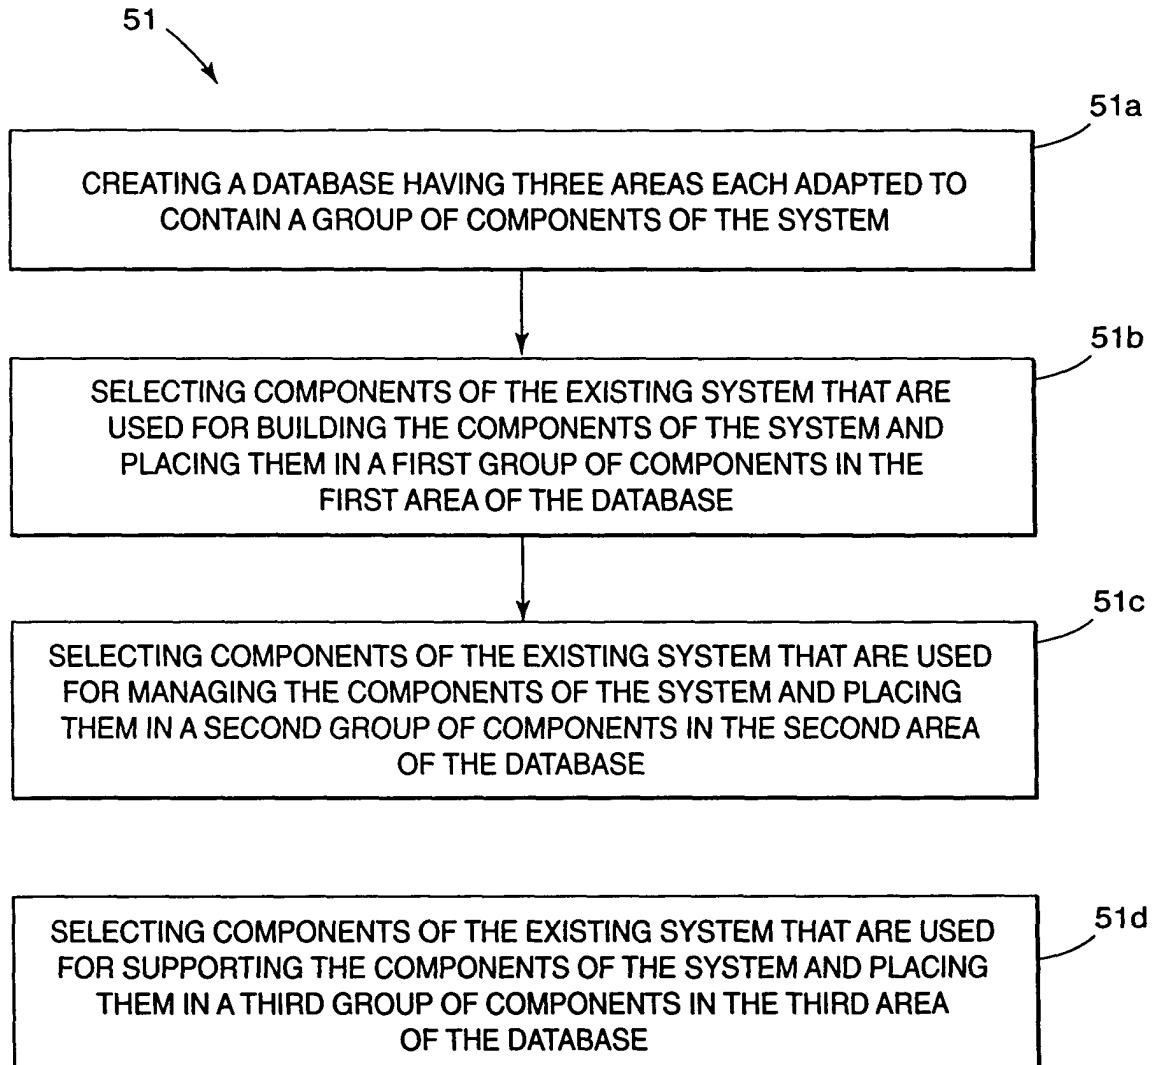 51
51a
CREATING A DATABASE HAVING THREE AREAS EACH ADAPTED TO
CONTAIN A GROUP OF COMPONENTS OF THE SYSTEM
51b
SELECTING COMPONENTS OF THE EXISTING SYSTEM THAT ARE
USED FOR BUILDING THE COMPONENTS OF THE SYSTEM AND
PLACING THEM IN A FIRST GROUP OF COMPONENTS IN THE
FIRST AREA OF THE DATABASE
51c
SELECTING COMPONENTS OF THE EXISTING SYSTEM THAT ARE USED
FOR MANAGING THE COMPONENTS OF THE SYSTEM AND PLACING
THEM IN A SECOND GROUP OF COMPONENTS IN THE SECOND AREA
OF THE DATABASE
51d
SELECTING COMPONENTS OF THE EXISTING SYSTEM THAT ARE USED
FOR SUPPORTING THE COMPONENTS OF THE SYSTEM AND PLACING
THEM IN A THIRD GROUP OF COMPONENTS IN THE THIRD AREA
OF THE DATABASE